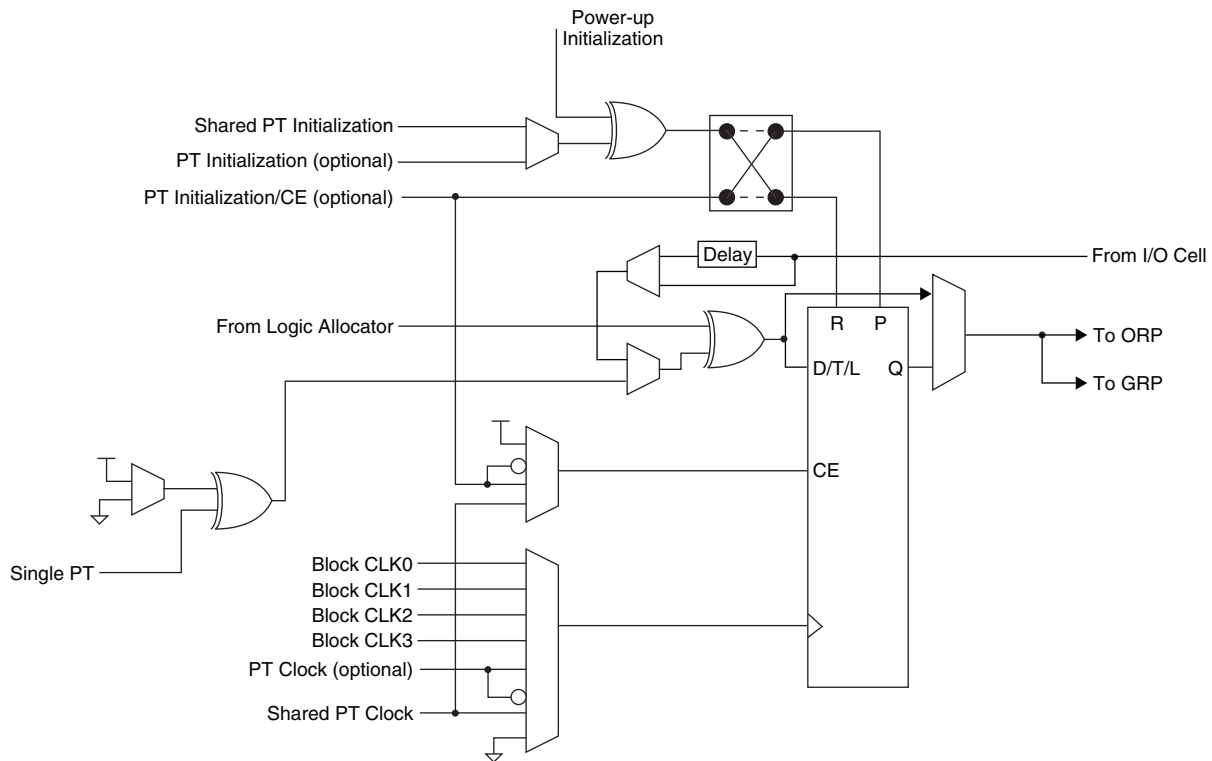 Power-up
Initialization
Shared PT Initialization
PT Initialization (optional)
PT Initialization/CE (optional)
Delay
From I/O Cell
From Logic Allocator
R
P
To ORP
D/T/L
Q
To GRP
CE
Single PT
Block CLK0
Block CLK1
Block CLK2
Block CLK3
PT Clock (optional)
Shared PT Clock